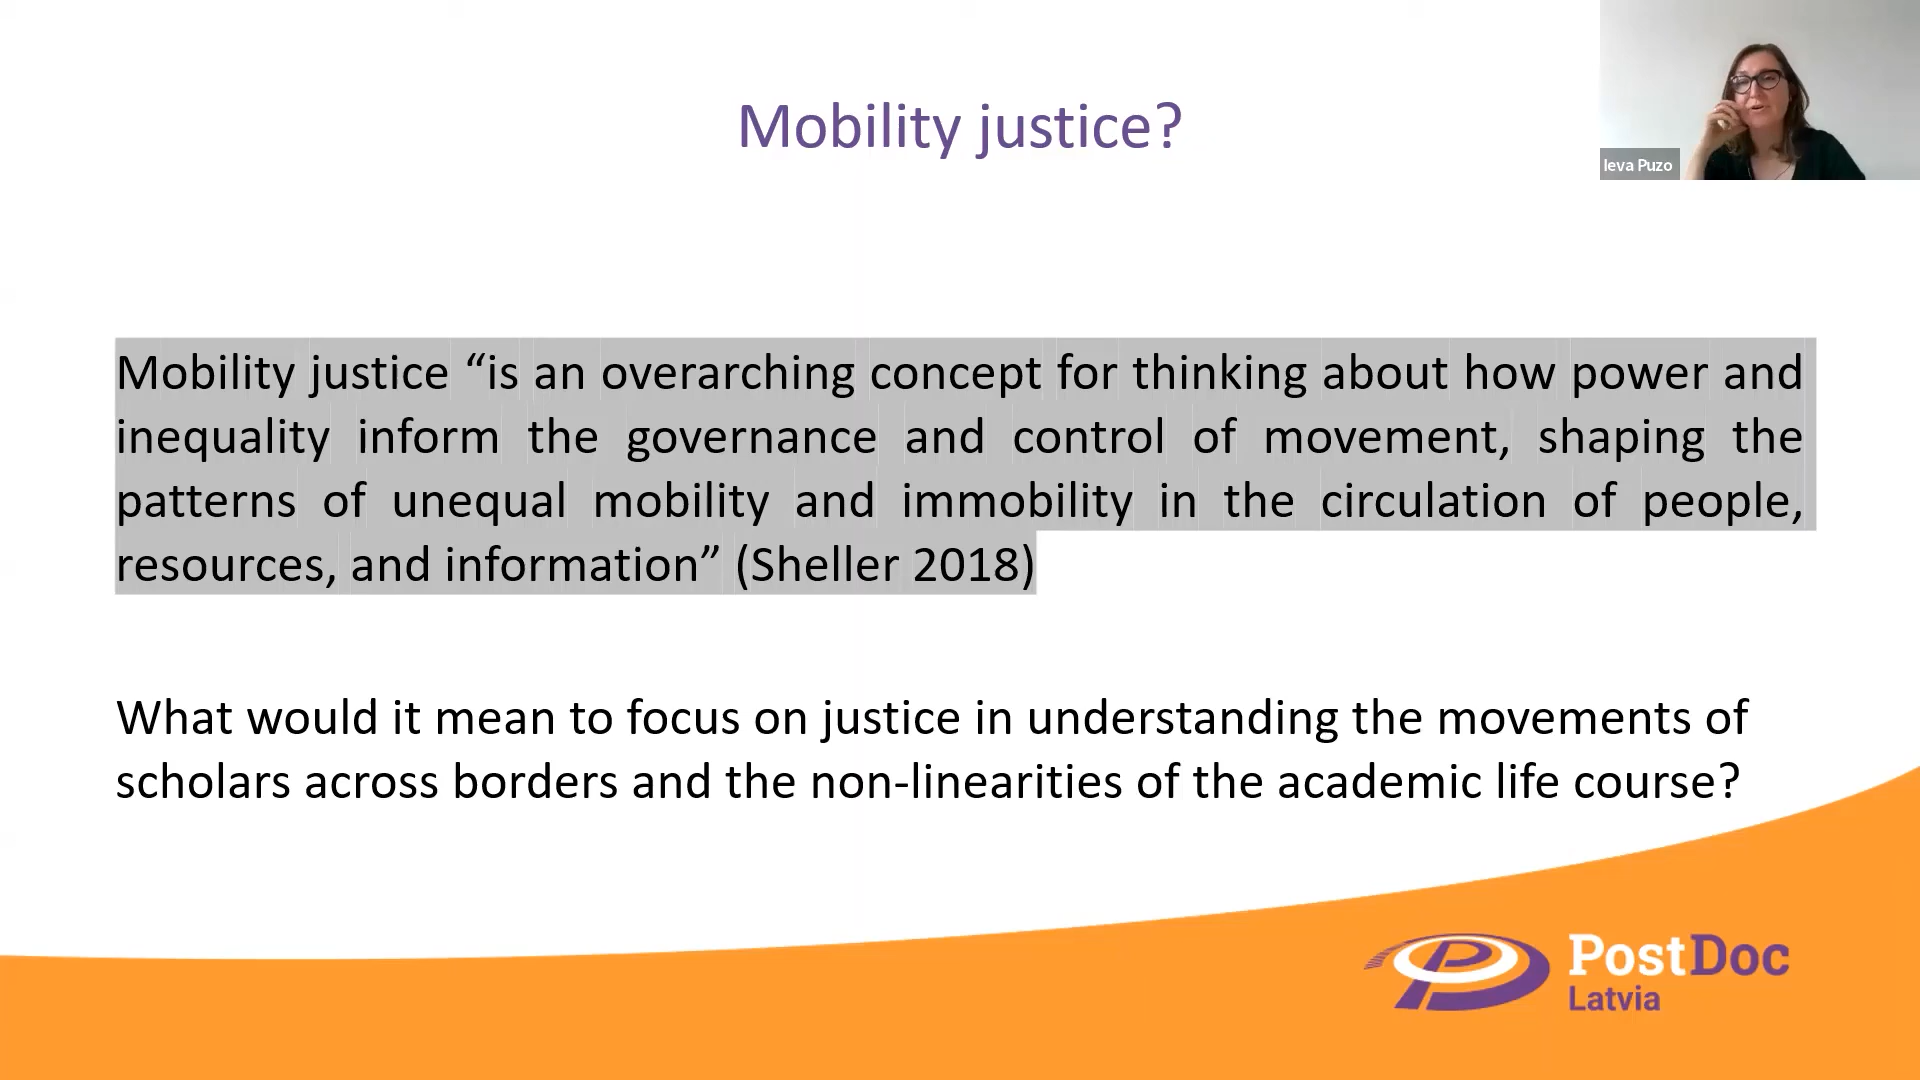 Mobility justice?
Ieva Puzo
Mobility justice “is an overarching concept for thinking about how power and
inequality inform the governance and control of movement, shaping the
patterns of unequal mobility and immobility in the circulation of people,
resources, and information” (Sheller 2018)
What would it mean to focus on justice in understanding the movements of
scholars across borders and the non-linearities of the academic life course?
PostDoc
Latvia